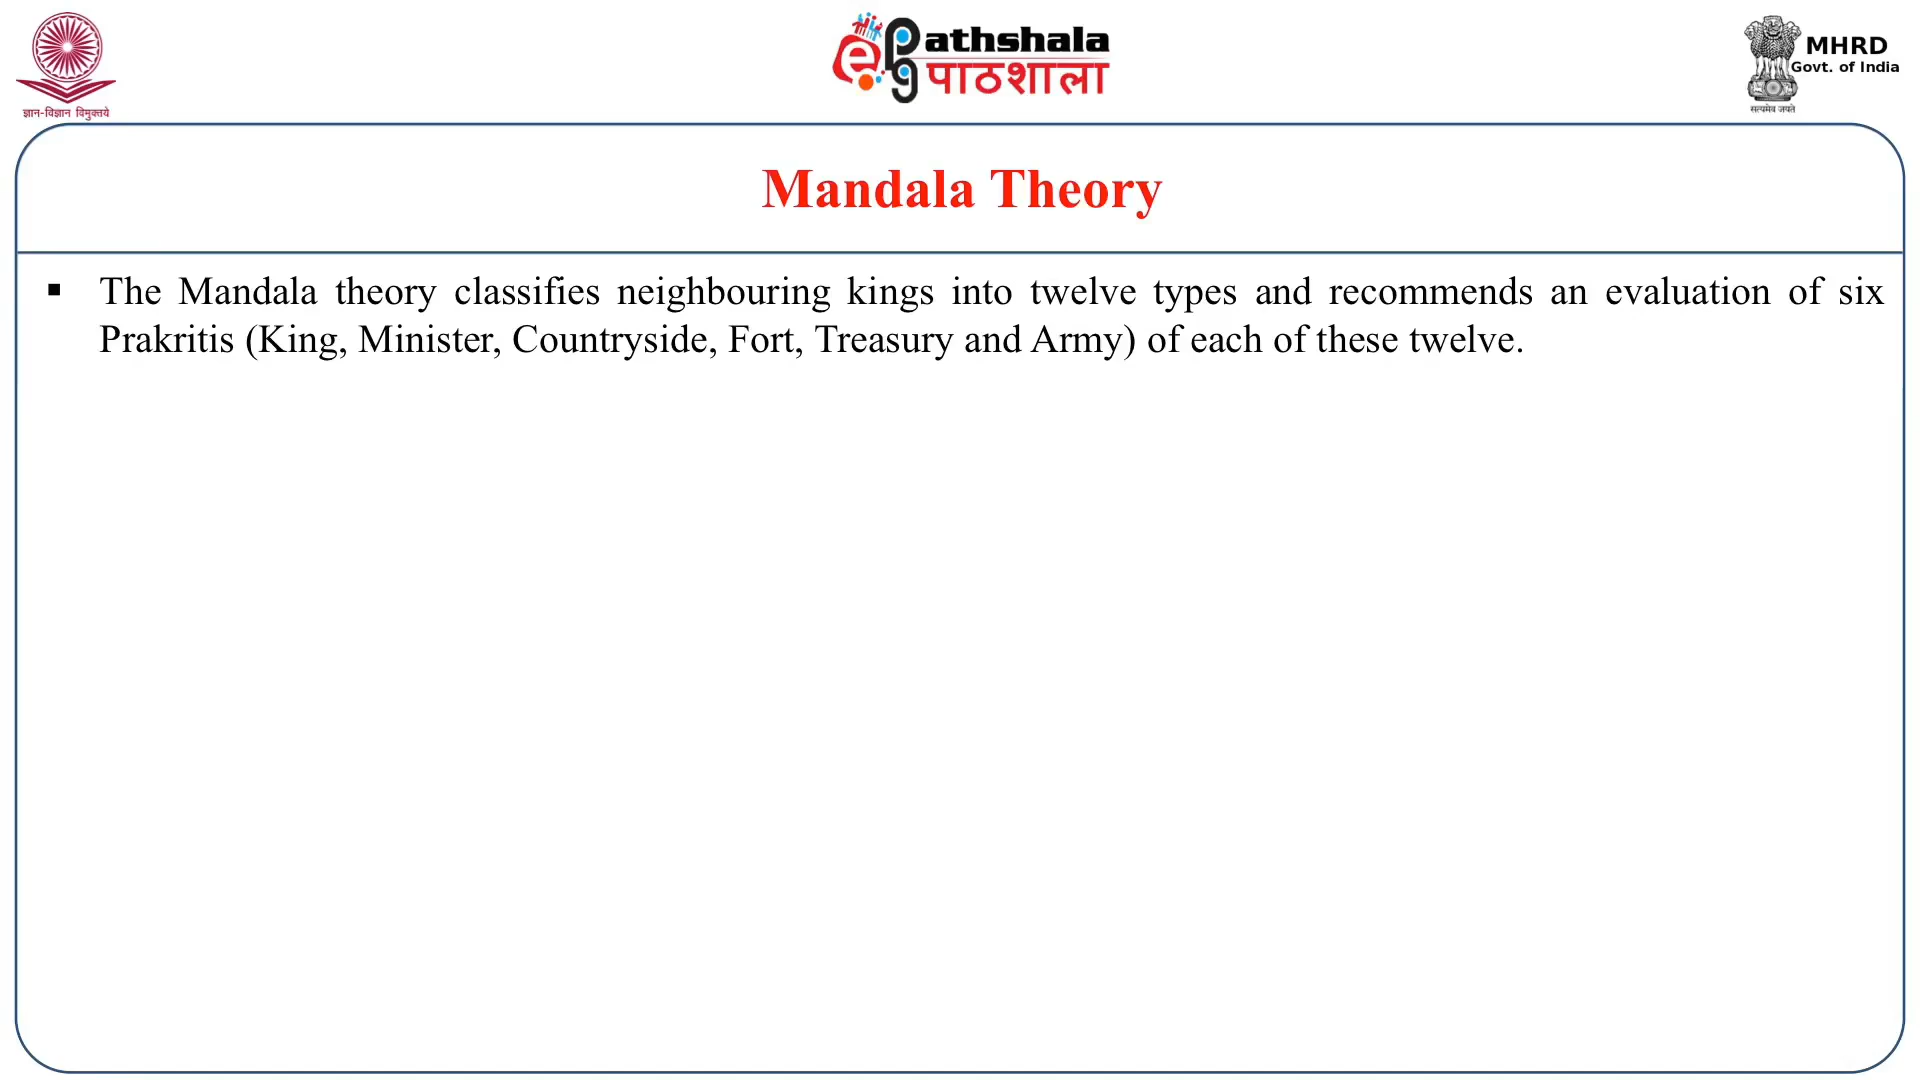 ज्ञान-विज्ञान विमुक्तये
e Pathshala
पाठशाला
pg
MHRD
Govt. of India
सत्यमेव जयते
Mandala Theory
▪ The Mandala theory classifies neighbouring kings into twelve types and recommends an evaluation of six
Prakritis (King, Minister, Countryside, Fort, Treasury and Army) of each of these twelve.